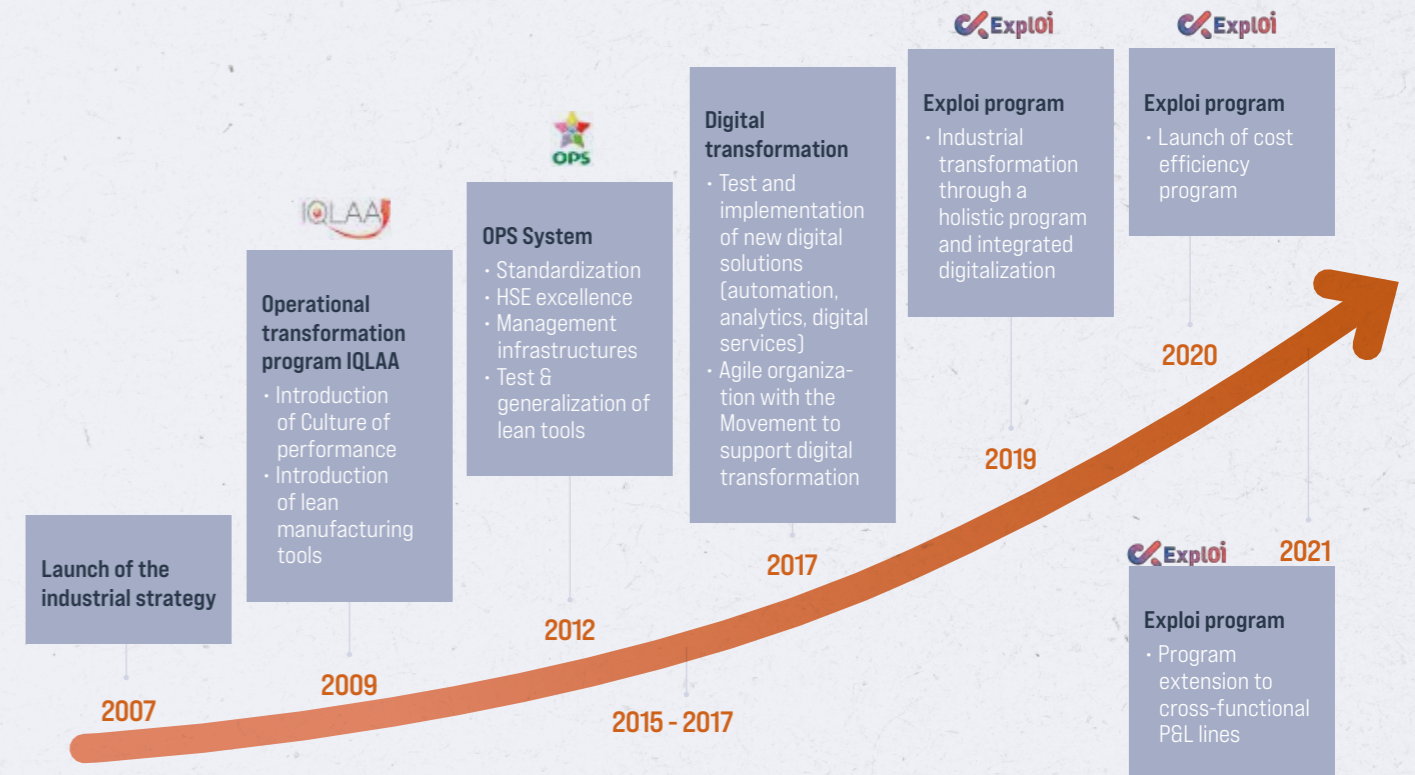 Launch of the
industrial strategy
2007
IQLAA
Operational
transformation
program IQLAA
· Introduction
of Culture of
performance
· Introduction
of lean
manufacturing
tools
2009
OPS
OPS System
· Standardization
· HSE excellence
· Management
infrastructures
· Test &
generalization of
lean tools
2012
2015 - 2017
Digital
transformation
· Test and
implementation
of new digital
solutions
(automation,
analytics, digital
services)
· Agile organiza-
tion with the
Movement to
support digital
transformation
2017
Exploi
Exploi program
· Industrial
transformation
through a
holistic program
and integrated
digitalization
2019
Exploi
Exploi program
· Launch of cost
efficiency
program
2020
Exploi
2021
Exploi program
· Program
extension to
cross-functional
P&L lines